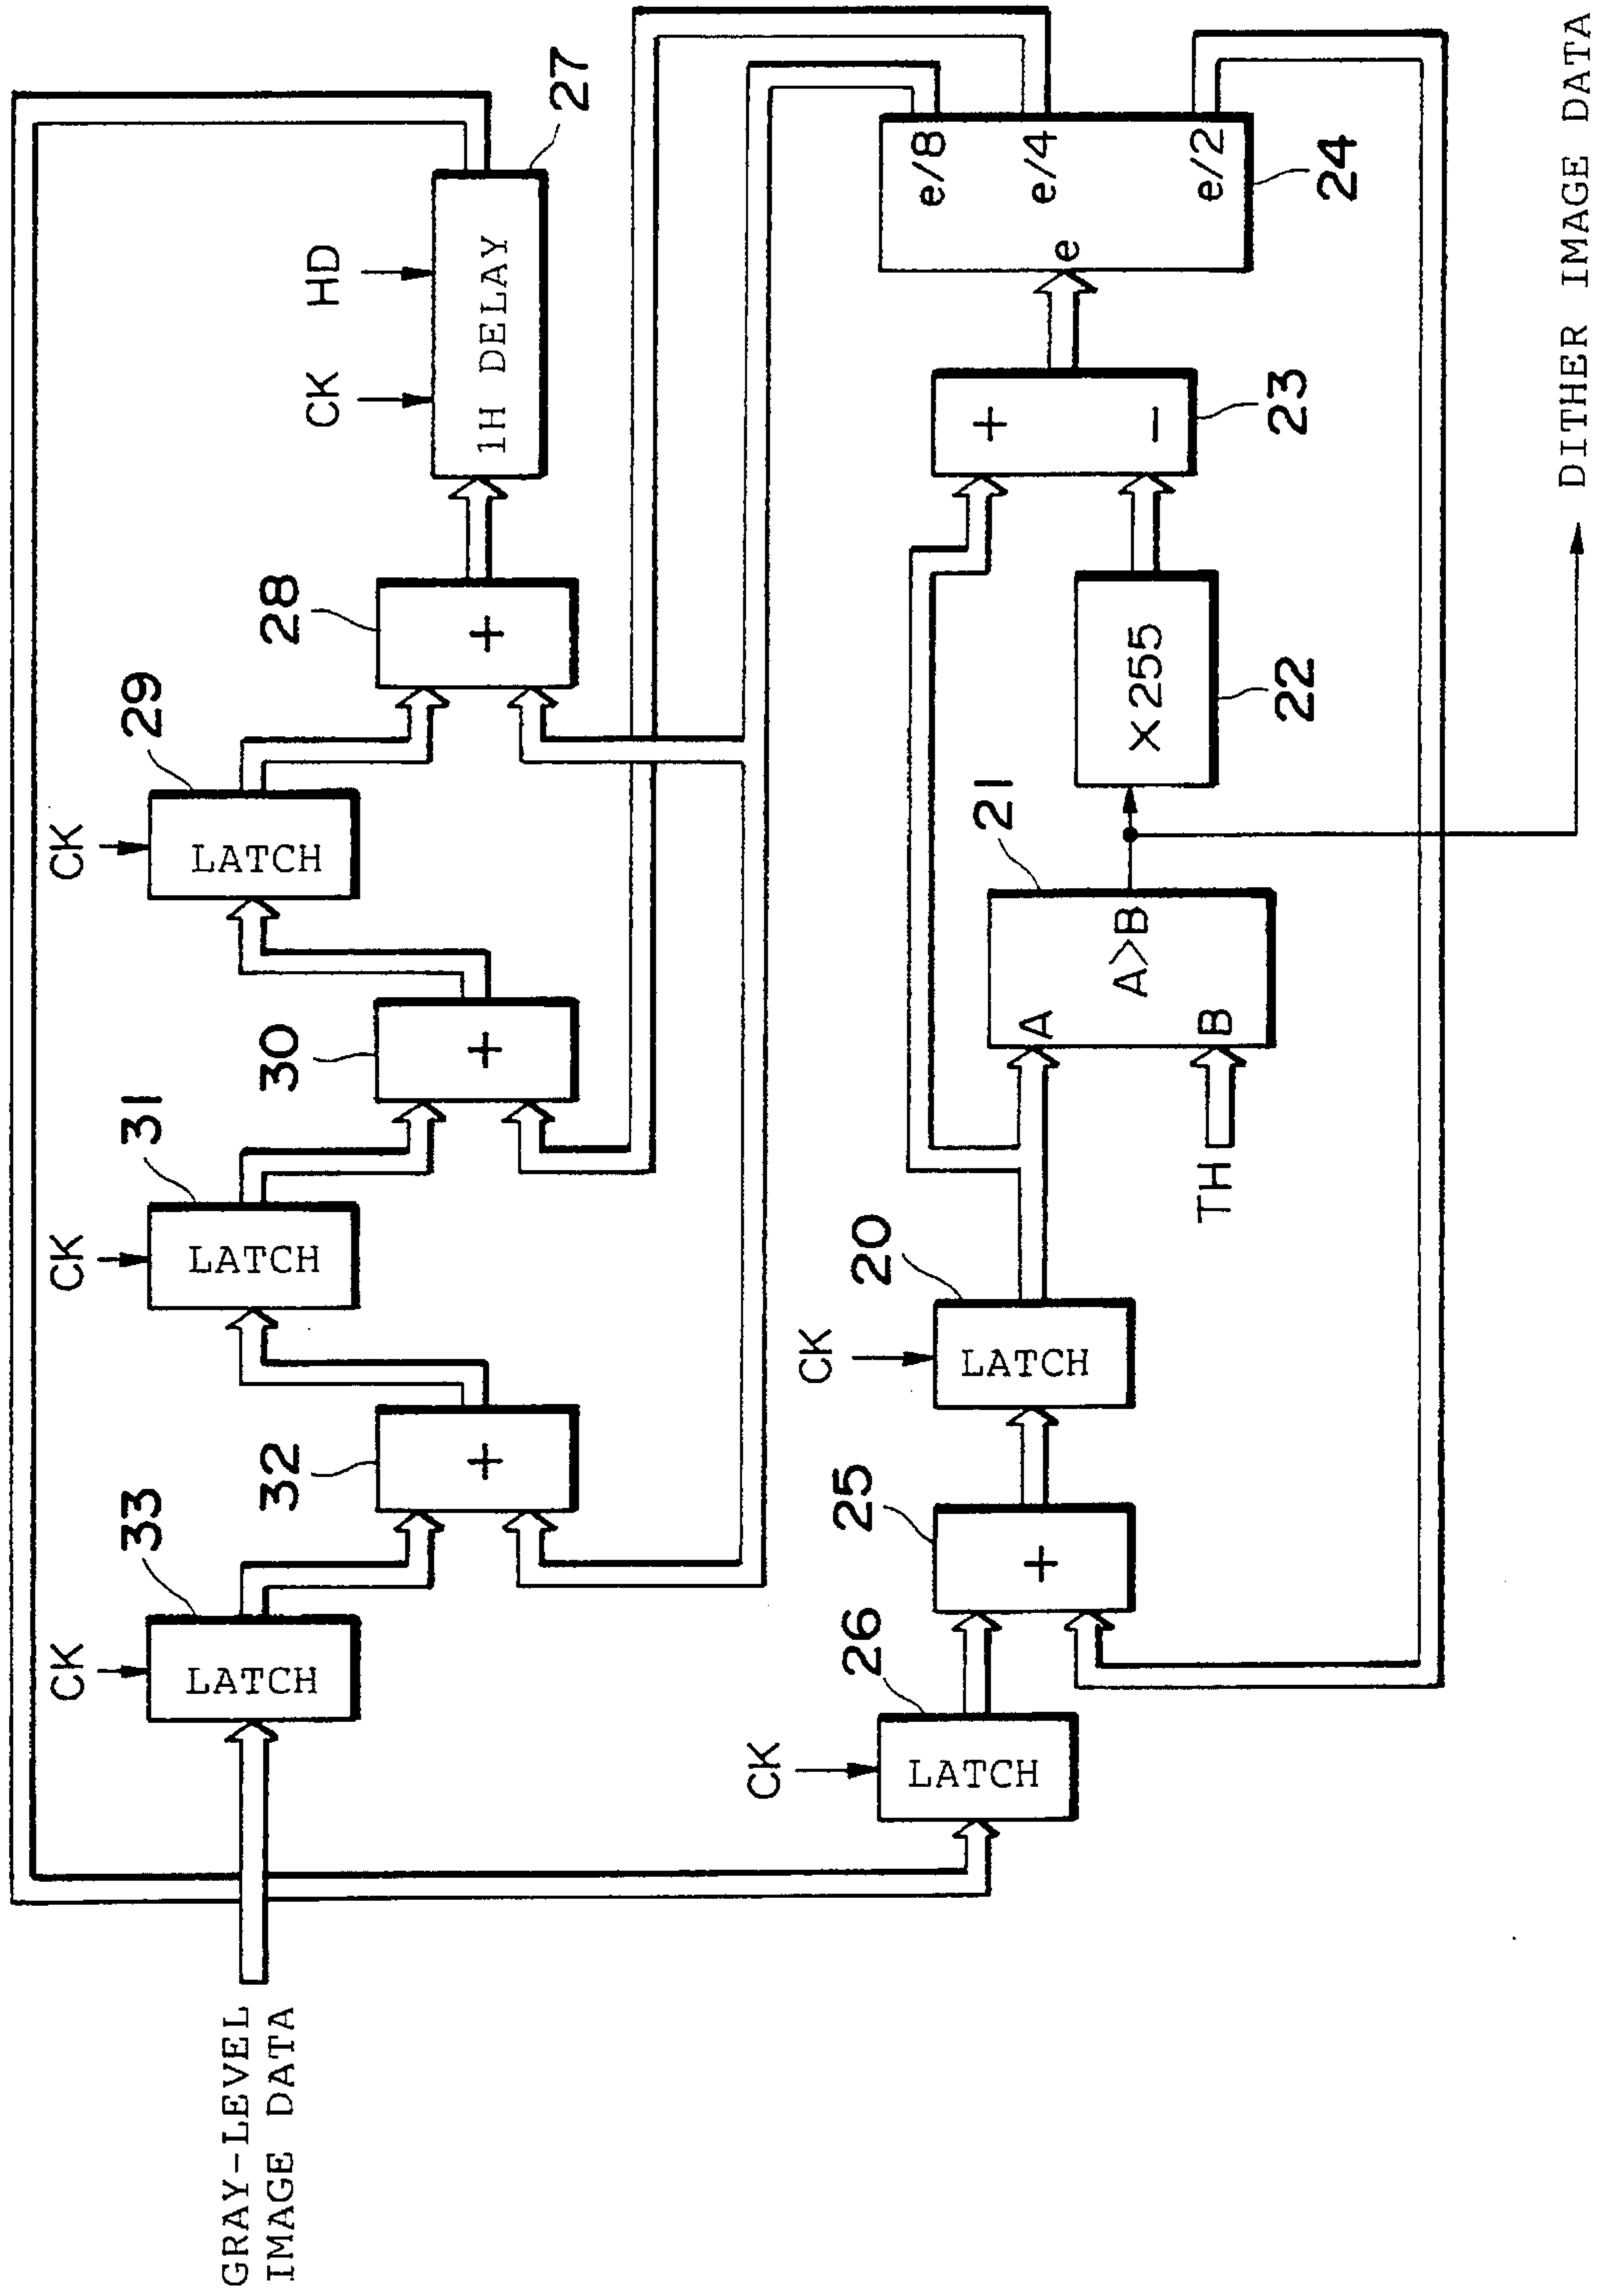 GRAY-LEVEL
IMAGE DATA
CK
33
LATCH
32
+
CK
31
LATCH
30
+
CK
29
LATCH
28
+
CK
HD
1H DELAY
27
CK
26
LATCH
25
+
CK
20
LATCH
TH
A
B
A>B
21
×255
22
+
−
23
e
e/8
e/4
e/2
24
DITHER IMAGE DATA